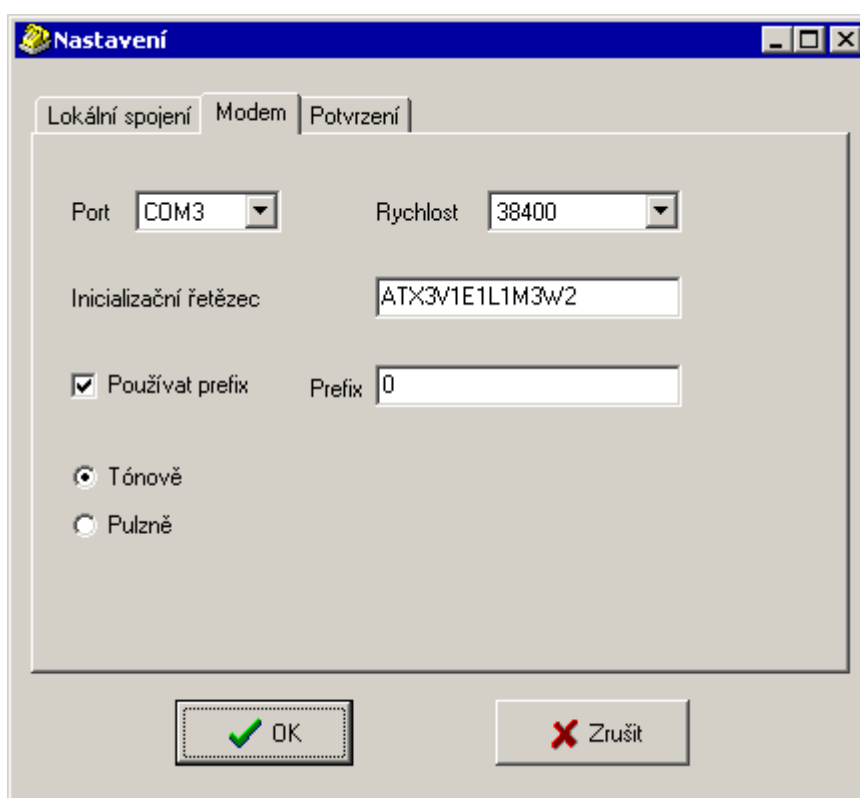 Nastavení
Lokální spojení Modem Potvrzení
Port COM3 Rychlost 38400
Inicializační řetězec ATX3V1E1L1M3W2
Používat prefix Prefix 0
Tónově
Pulzně
OK Zrušit